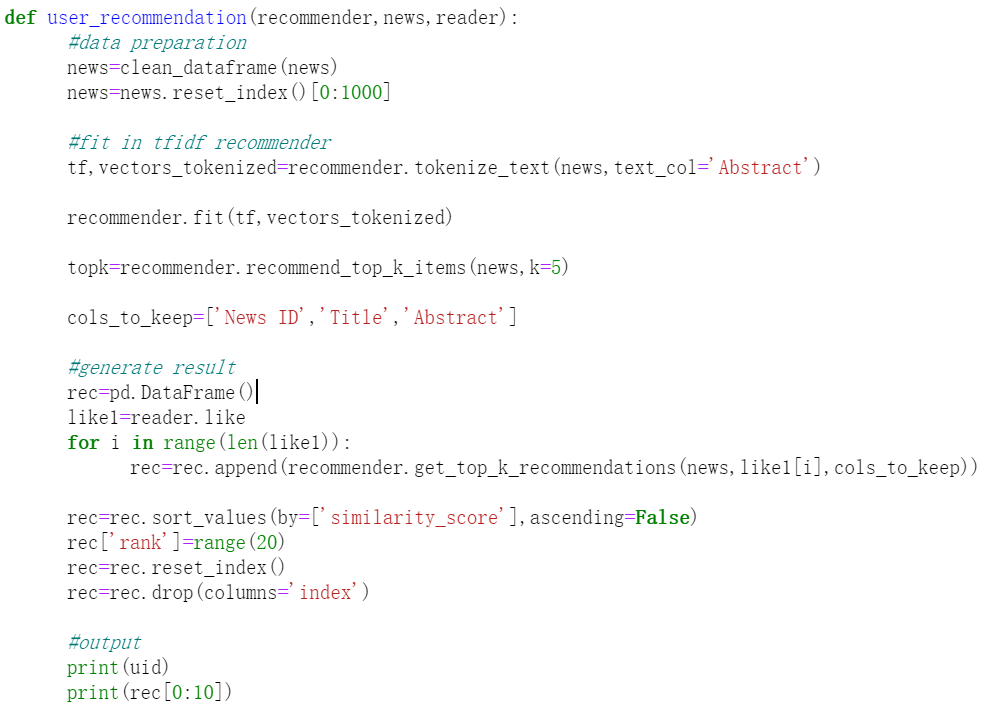 def user_recommendation(recommender,news,reader):
#data preparation
news=clean_dataframe(news)
news=news.reset_index()[0:1000]
#fit in tfidf recommender
tf,vectors_tokenized=recommender.tokenize_text(news,text_col='Abstract')
recommender.fit(tf,vectors_tokenized)
topk=recommender.recommend_top_k_items(news,k=5)
cols_to_keep=['News ID','Title','Abstract']
#generate result
rec=pd.DataFrame()
like1=reader.like
for i in range(len(like1)):
rec=rec.append(recommender.get_top_k_recommendations(news,like1[i],cols_to_keep))
rec=rec.sort_values(by=['similarity_score'],ascending=False)
rec['rank']=range(20)
rec=rec.reset_index()
rec=rec.drop(columns='index')
#output
print(uid)
print(rec[0:10])